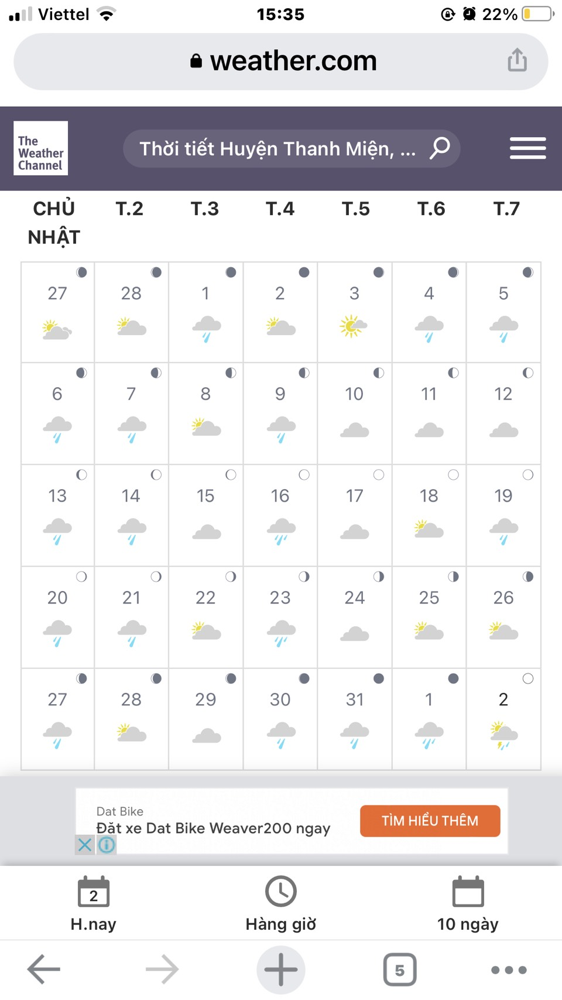 Viettel 15:35 22%
weather.com
The
Weather
Channel
Thời tiết Huyện Thanh Miện, ...
CHỦ NHẬT T.2 T.3 T.4 T.5 T.6 T.7
27 28 1 2 3 4 5
6 7 8 9 10 11 12
13 14 15 16 17 18 19
20 21 22 23 24 25 26
27 28 29 30 31 1 2
Dat Bike
Đăt xe Dat Bike Weaver200 ngay
TÌM HIỂU THÊM
2
H.nay Hàng giờ 10 ngày
5